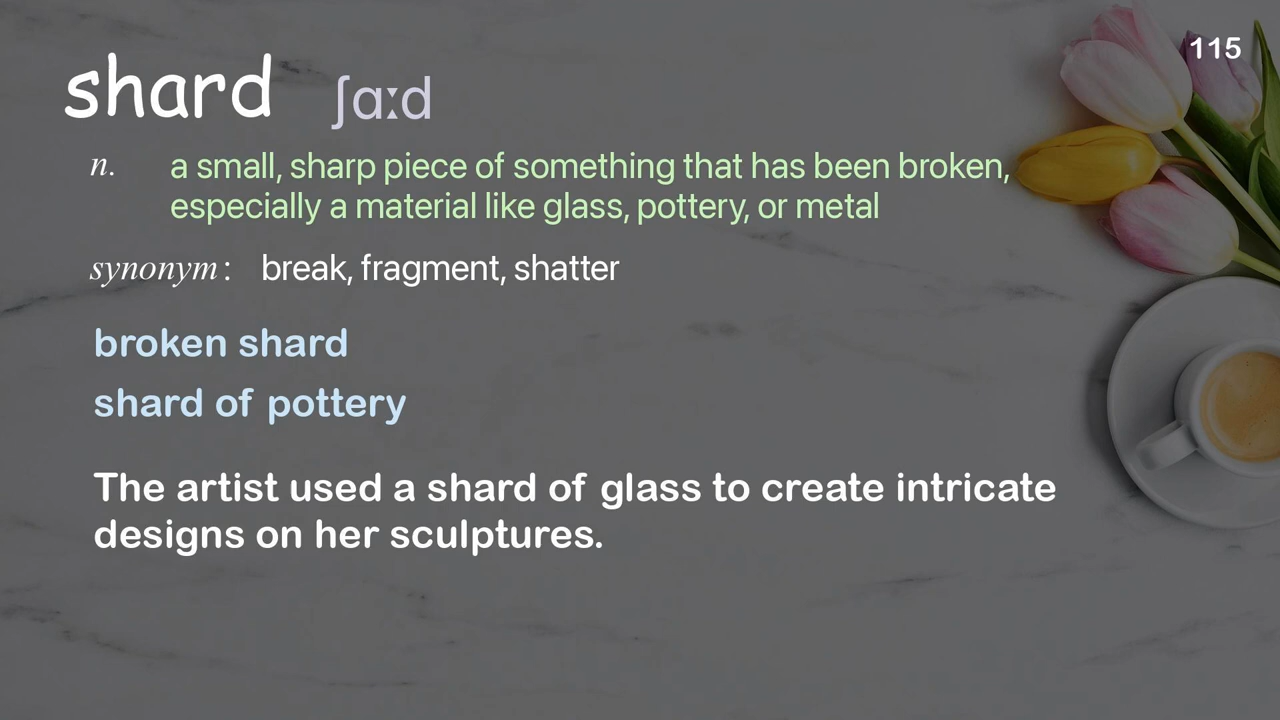 115
shard ʃɑːd
n. a small, sharp piece of something that has been broken,
especially a material like glass, pottery, or metal
synonym : break, fragment, shatter
broken shard
shard of pottery
The artist used a shard of glass to create intricate
designs on her sculptures.